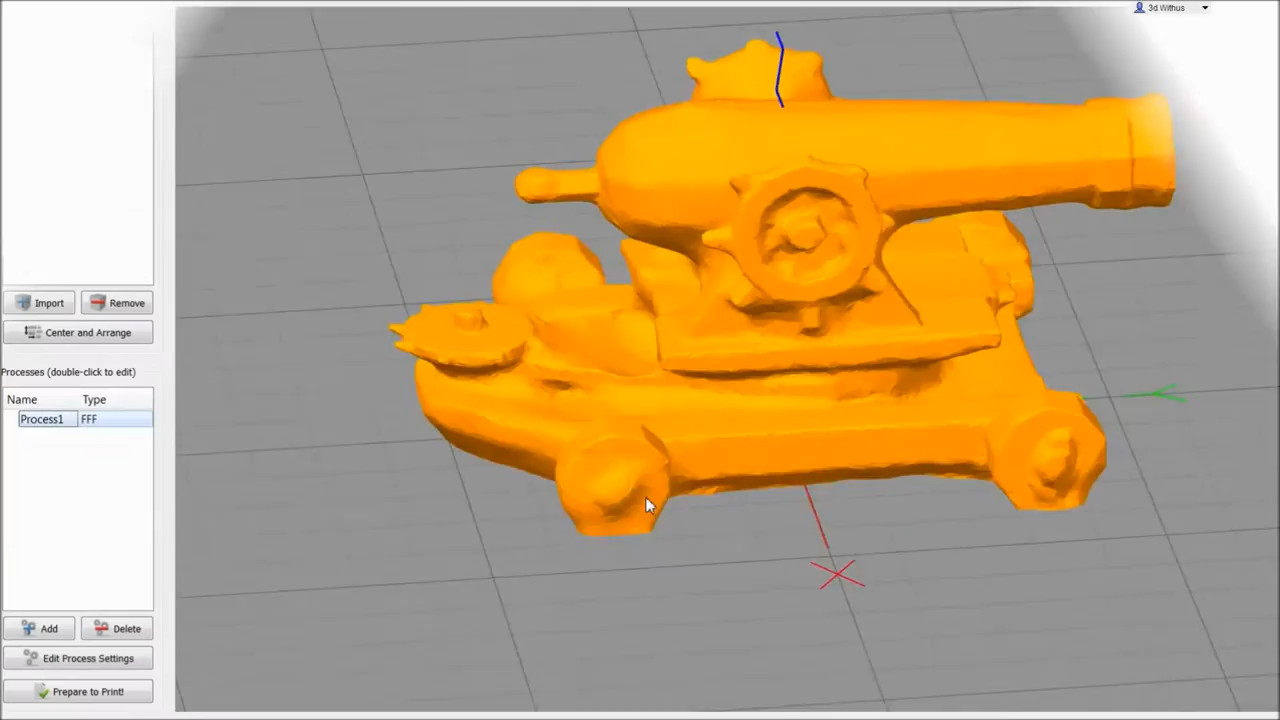 3d Withus
Import
Remove
Center and Arrange
Processes (double-click to edit)
Name Type
Process1 FFF
Add
Delete
Edit Process Settings
Prepare to Print!